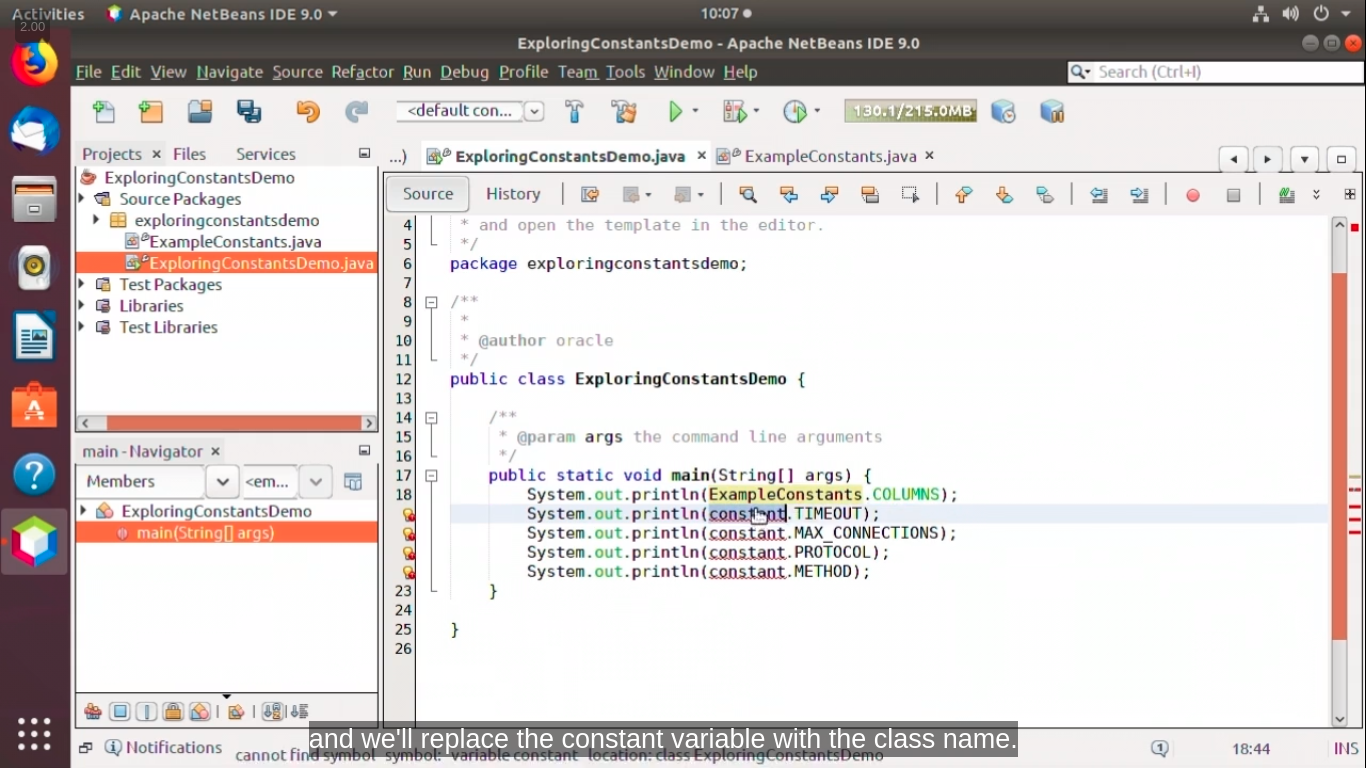 Activities
Apache NetBeans IDE 9.0
10:07
2.00
ExploringConstantsDemo - Apache NetBeans IDE 9.0
File Edit View Navigate Source Refactor Run Debug Profile Team Tools Window Help
Search (Ctrl+I)
<default con...
130.1/215.0MB
Projects Files Services
...) ExploringConstantsDemo.java ExampleConstants.java
ExploringConstantsDemo
Source Packages
exploringconstantsdemo
ExampleConstants.java
ExploringConstantsDemo.java
Test Packages
Libraries
Test Libraries
main - Navigator
Members
<em...
ExploringConstantsDemo
main(String[] args)
Source History
4 * and open the template in the editor.
5 */
6 package exploringconstantsdemo;
7
8 /**
9 *
10 * @author oracle
11 */
12 public class ExploringConstantsDemo {
13
14 /**
15 * @param args the command line arguments
16 */
17 public static void main(String[] args) {
18 System.out.println(ExampleConstants.COLUMNS);
System.out.println(constant.TIMEOUT);
System.out.println(constant.MAX_CONNECTIONS);
System.out.println(constant.PROTOCOL);
System.out.println(constant.METHOD);
23 }
24
25 }
26
and we'll replace the constant variable with the class name.
Notifications
cannot find symbol symbol: variable constant location: class ExploringConstantsDemo
1
18:44
INS